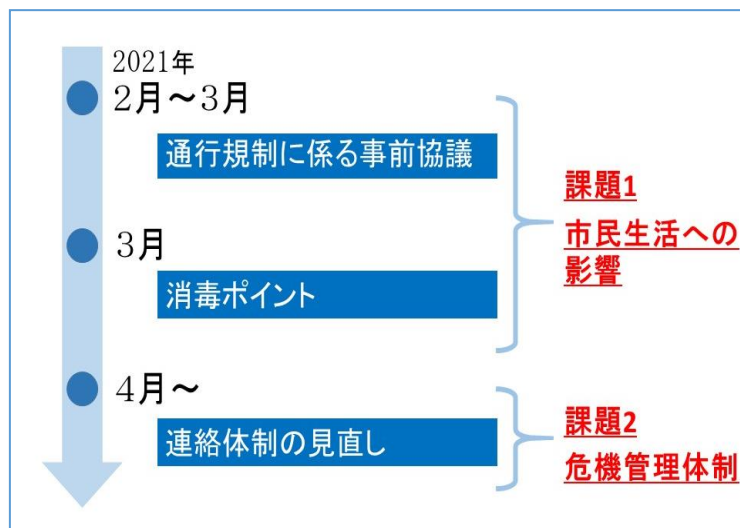 2021年
2月～3月
通行規制に係る事前協議
課題1
市民生活への
影響
3月
消毒ポイント
4月～
連絡体制の見直し
課題2
危機管理体制